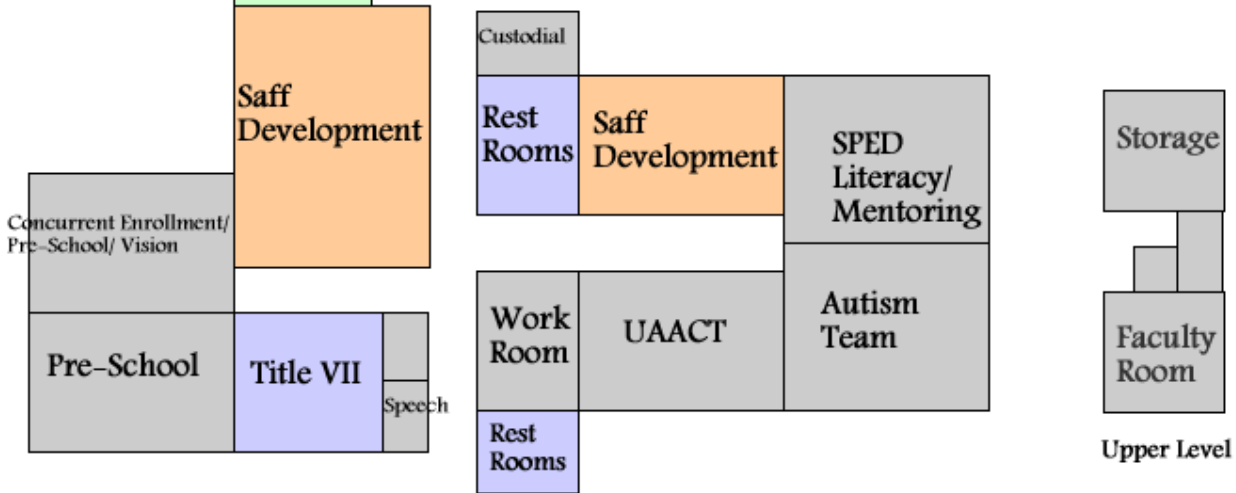 Custodial
Saff
Development
Rest
Rooms
Saff
Development
SPED
Literacy/
Mentoring
Storage
Concurrent Enrollment/
Pre-School/ Vision
Work
Room
UAACT
Autism
Team
Faculty
Room
Pre-School
Title VII
Speech
Rest
Rooms
Upper Level